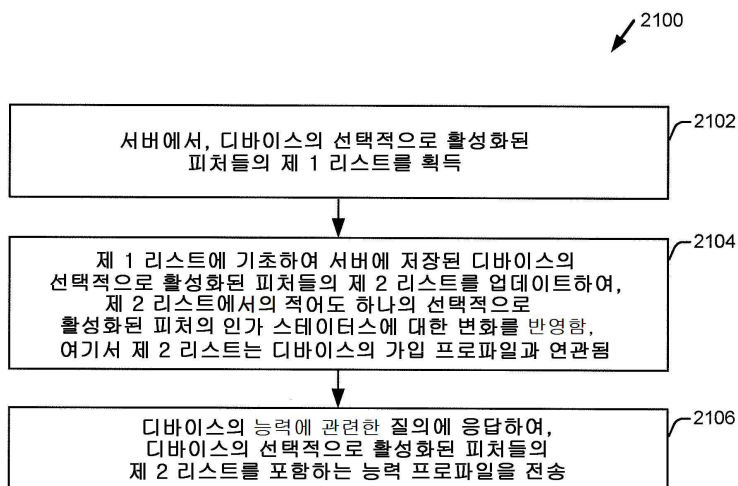 2100
2102
서버에서, 디바이스의 선택적으로 활성화된
피처들의 제 1 리스트를 획득
2104
제 1 리스트에 기초하여 서버에 저장된 디바이스의
선택적으로 활성화된 피처들의 제 2 리스트를 업데이트하여,
제 2 리스트에서의 적어도 하나의 선택적으로
활성화된 피처의 인가 스테이터스에 대한 변화를 반영함,
여기서 제 2 리스트는 디바이스의 가입 프로파일과 연관됨
2106
디바이스의 능력에 관련한 질의에 응답하여,
디바이스의 선택적으로 활성화된 피처들의
제 2 리스트를 포함하는 능력 프로파일을 전송